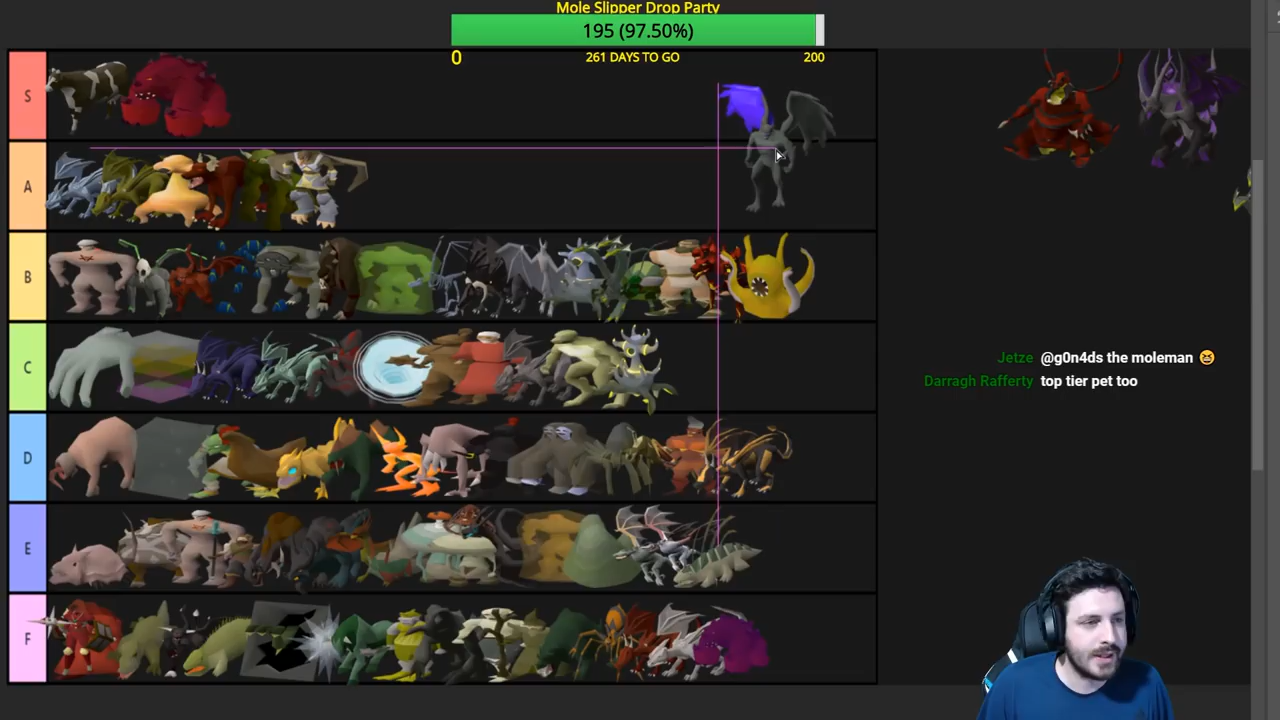 Mole Slipper Drop Party
195 (97.50%)
0 261 DAYS TO GO 200
S
A
B
C
D
E
F
Jetze @g0n4ds the moleman 😆
Darragh Rafferty top tier pet too